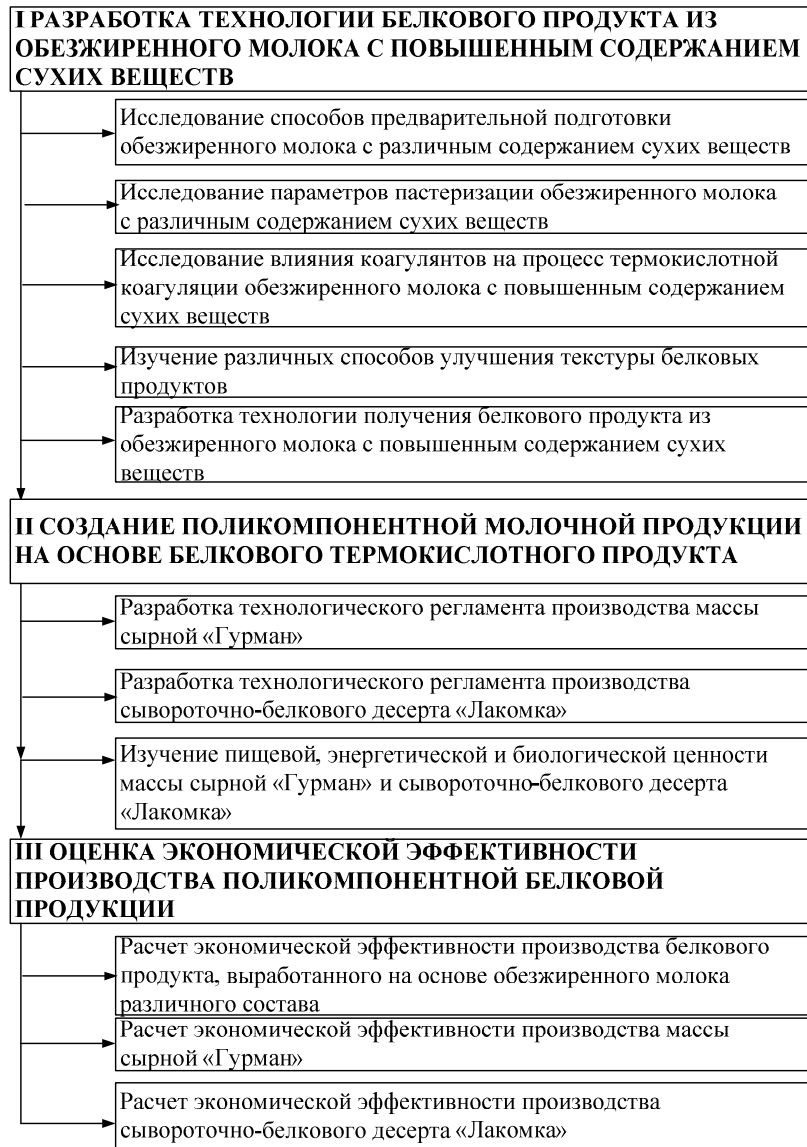 I РАЗРАБОТКА ТЕХНОЛОГИИ БЕЛКОВОГО ПРОДУКТА ИЗ
ОБЕЗЖИРЕННОГО МОЛОКА С ПОВЫШЕННЫМ СОДЕРЖАНИЕМ
СУХИХ ВЕЩЕСТВ
Исследование способов предварительной подготовки
обезжиренного молока с различным содержанием сухих веществ
Исследование параметров пастеризации обезжиренного молока
с различным содержанием сухих веществ
Исследование влияния коагулянтов на процесс термокислотной
коагуляции обезжиренного молока с повышенным содержанием
сухих веществ
Изучение различных способов улучшения текстуры белковых
продуктов
Разработка технологии получения белкового продукта из
обезжиренного молока с повышенным содержанием сухих
веществ
II СОЗДАНИЕ ПОЛИКОМПОНЕНТНОЙ МОЛОЧНОЙ ПРОДУКЦИИ
НА ОСНОВЕ БЕЛКОВОГО ТЕРМОКИСЛОТНОГО ПРОДУКТА
Разработка технологического регламента производства массы
сырной «Гурман»
Разработка технологического регламента производства
сывороточно-белкового десерта «Лакомка»
Изучение пищевой, энергетической и биологической ценности
массы сырной «Гурман» и сывороточно-белкового десерта
«Лакомка»
III ОЦЕНКА ЭКОНОМИЧЕСКОЙ ЭФФЕКТИВНОСТИ
ПРОИЗВОДСТВА ПОЛИКОМПОНЕНТНОЙ БЕЛКОВОЙ
ПРОДУКЦИИ
Расчет экономической эффективности производства белкового
продукта, выработанного на основе обезжиренного молока
различного состава
Расчет экономической эффективности производства массы
сырной «Гурман»
Расчет экономической эффективности производства
сывороточно-белкового десерта «Лакомка»